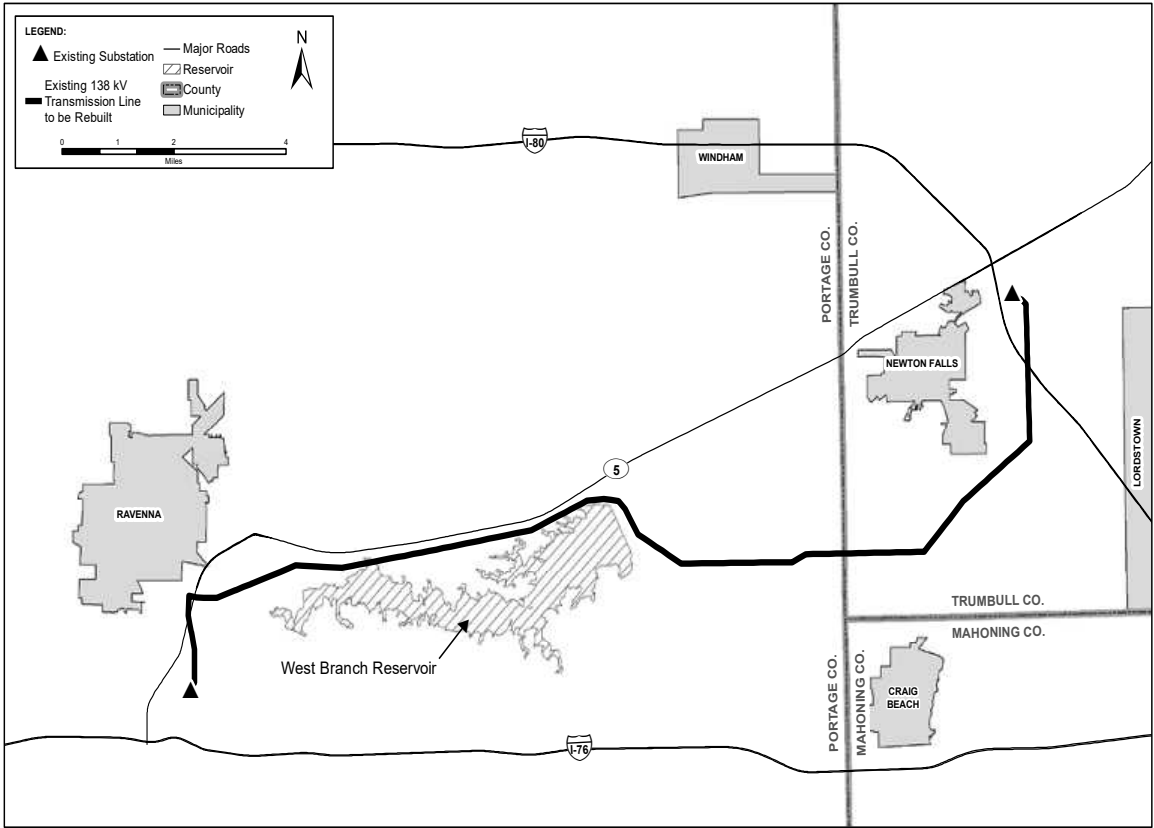 LEGEND:
Existing Substation
Existing 138 kV
Transmission Line
to be Rebuilt
Major Roads
Reservoir
County
Municipality
N
0 1 2 4
Miles
I-80
WINDHAM
PORTAGE CO.
TRUMBULL CO.
NEWTON FALLS
LORDSTOWN
5
RAVENNA
West Branch Reservoir
TRUMBULL CO.
MAHONING CO.
PORTAGE CO.
MAHONING CO.
CRAIG
BEACH
I-76